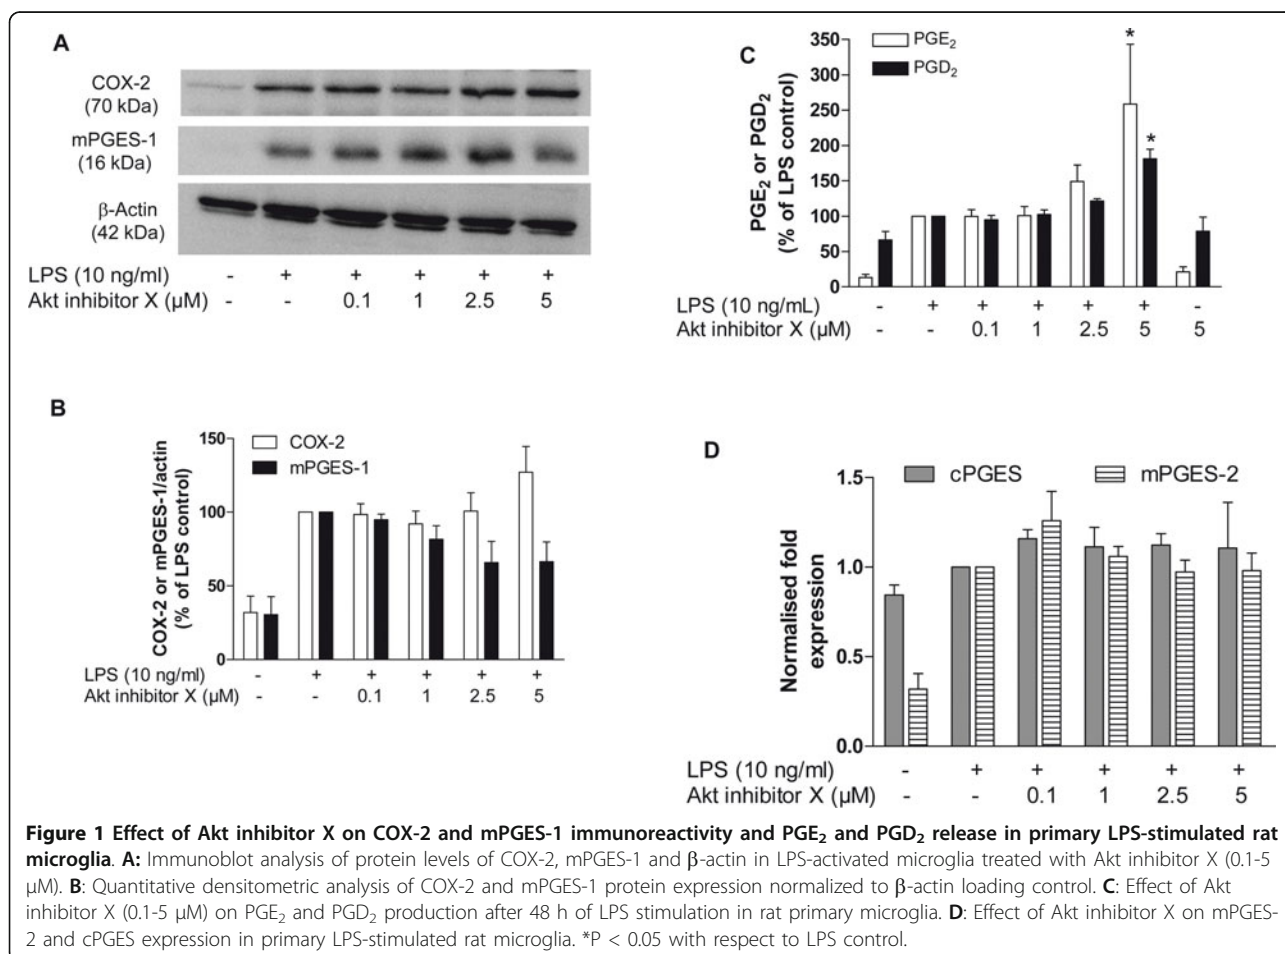 A
COX-2
(70 kDa)
mPGES-1
(16 kDa)
β-Actin
(42 kDa)
LPS (10 ng/ml) - + + + + +
Akt inhibitor X (µM) - - 0.1 1 2.5 5
B
COX-2 or mPGES-1/actin
(% of LPS control)
150
100
50
0
COX-2
mPGES-1
LPS (10 ng/ml) - + + + + +
Akt inhibitor X (µM) - - 0.1 1 2.5 5
C
PGE₂ or PGD₂
(% of LPS control)
350
300
250
200
150
100
50
0
PGE₂
PGD₂
*
*
LPS (10 ng/mL) - + + + + + -
Akt inhibitor X (µM) - - 0.1 1 2.5 5 5
D
Normalised fold
expression
1.5
1.0
0.5
0.0
cPGES
mPGES-2
LPS (10 ng/ml) - + + + + +
Akt inhibitor X (µM) - - 0.1 1 2.5 5
Figure 1 Effect of Akt inhibitor X on COX-2 and mPGES-1 immunoreactivity and PGE₂ and PGD₂ release in primary LPS-stimulated rat
microglia. A: Immunoblot analysis of protein levels of COX-2, mPGES-1 and β-actin in LPS-activated microglia treated with Akt inhibitor X (0.1-5
µM). B: Quantitative densitometric analysis of COX-2 and mPGES-1 protein expression normalized to β-actin loading control. C: Effect of Akt
inhibitor X (0.1-5 µM) on PGE₂ and PGD₂ production after 48 h of LPS stimulation in rat primary microglia. D: Effect of Akt inhibitor X on mPGES-
2 and cPGES expression in primary LPS-stimulated rat microglia. *P < 0.05 with respect to LPS control.